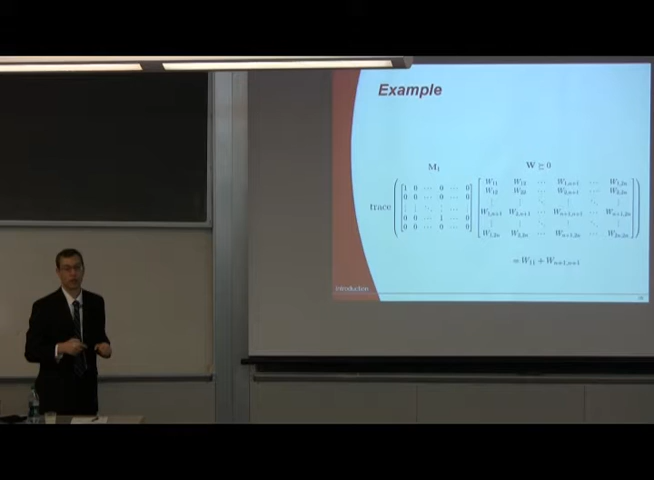 Example
M₁ W ⪰ 0
trace ( [ 1 0 ⋯ 0 ⋯ 0 ] [ W₁₁ W₁₂ ⋯ W₁,ₙ₊₁ ⋯ W₁,₂ₙ ] )
0 0 ⋯ 0 ⋯ 0 W₁₂ W₂₂ ⋯ W₂,ₙ₊₁ ⋯ W₂,₂ₙ
⋮ ⋮ ⋱ ⋮ ⋯ ⋮ ⋮ ⋮ ⋱ ⋮ ⋱ ⋮
0 0 ⋯ 1 ⋯ 0 W₁,ₙ₊₁ W₂,ₙ₊₁ ⋯ Wₙ₊₁,ₙ₊₁ ⋯ Wₙ₊₁,₂ₙ
0 0 ⋯ 0 ⋯ 0 W₁,₂ₙ W₂,₂ₙ ⋯ Wₙ₊₁,₂ₙ ⋯ W₂ₙ,₂ₙ
= W₁₁ + Wₙ₊₁,ₙ₊₁
Introduction